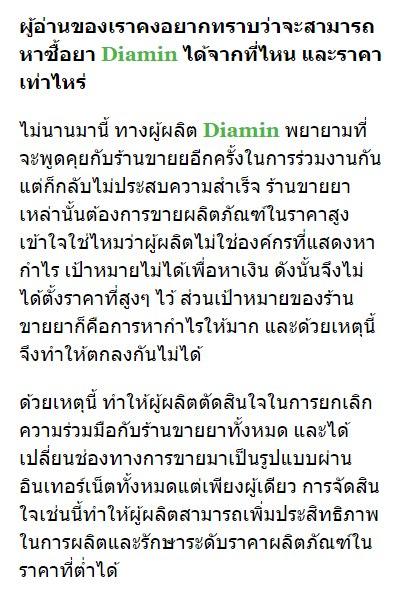 ผู้อ่านของเราคงอยากทราบว่าจะสามารถ
หาซื้อยา Diamin ได้จากที่ไหน และราคา
เท่าไหร่
ไม่นานมานี้ ทางผู้ผลิต Diamin พยายามที่
จะพูดคุยกับร้านขายยอีกครั้งในการร่วมงานกัน
แต่ก็กลับไม่ประสบความสำเร็จ ร้านขายยา
เหล่านั้นต้องการขายผลิตภัณฑ์ในราคาสูง
เข้าใจใช่ไหมว่าผู้ผลิตไม่ใช่องค์กรที่แสดงหา
กำไร เป้าหมายไม่ได้เพื่อหาเงิน ดังนั้นจึงไม่
ได้ตั้งราคาที่สูงๆ ไว้ ส่วนเป้าหมายของร้าน
ขายยาก็คือการหากำไรให้มาก และด้วยเหตุนี้
จึงทำให้ตกลงกันไม่ได้
ด้วยเหตุนี้ ทำให้ผู้ผลิตตัดสินใจในการยกเลิก
ความร่วมมือกับร้านขายยาทั้งหมด และได้
เปลี่ยนช่องทางการขายมาเป็นรูปแบบผ่าน
อินเทอร์เน็ตทั้งหมดแต่เพียงผู้เดียว การจัดสิน
ใจเช่นนี้ทำให้ผู้ผลิตสามารถเพิ่มประสิทธิภาพ
ในการผลิตและรักษาระดับราคาผลิตภัณฑ์ใน
ราคาที่ต่ำได้